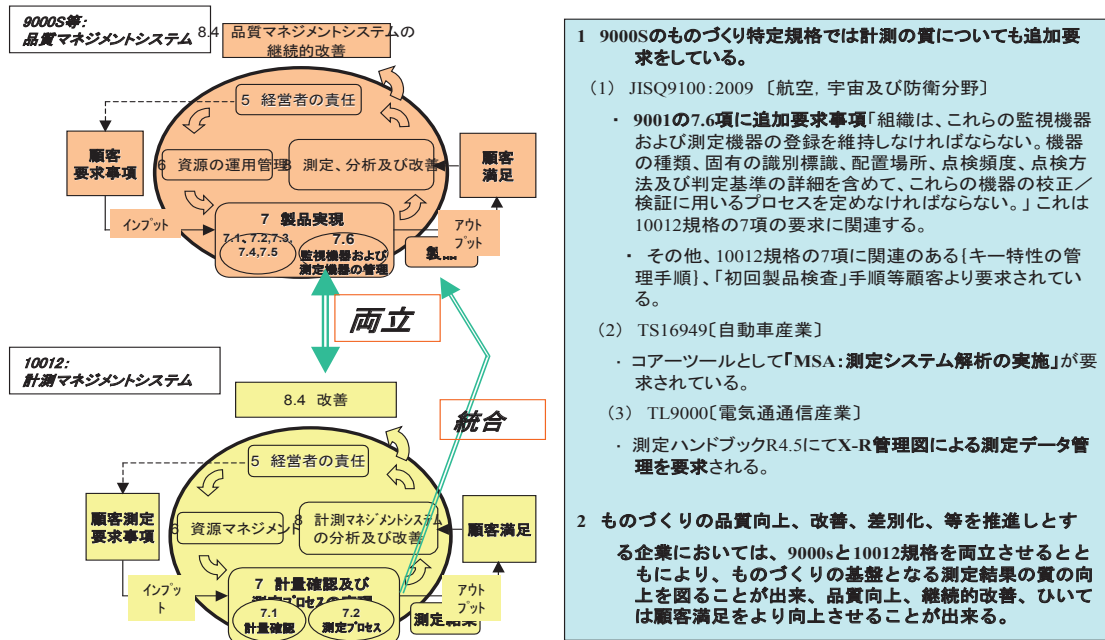 9000S等:
品質マネジメントシステム
8.4 品質マネジメントシステムの
継続的改善
5 経営者の責任
顧客
要求事項
6 資源の運用管理
8 測定、分析及び改善
顧客
満足
インプット
7 製品実現
7.1、7.2,7.3,
7.4,7.5
7.6
監視機器および
測定機器の管理
アウト
プット
製品
両立
10012:
計測マネジメントシステム
8.4 改善
統合
5 経営者の責任
顧客測定
要求事項
6 資源マネジメント
8 計測マネジメントシステム
の分析及び改善
顧客満足
インプッ
ト
7 計量確認及び
測定プロセスの実現
7.1
計量確認
7.2
測定プロセス
アウト
プット
測定結果
1 9000Sのものづくり特定規格では計測の質についても追加要
求をしている。
(1) JISQ9100:2009 〔航空,宇宙及び防衛分野〕
・ 9001の7.6項に追加要求事項「組織は、これらの監視機器
および測定機器の登録を維持しなければならない。機器
の種類、固有の識別標識、配置場所、点検頻度、点検方
法及び判定基準の詳細を含めて、これらの機器の校正/
検証に用いるプロセスを定めなければならない。」これは
10012規格の7項の要求に関連する。
・ その他、10012規格の7項に関連のある{キー特性の管
理手順}、「初回製品検査」手順等顧客より要求されてい
る。
(2) TS16949〔自動車産業〕
・ コアーツールとして「MSA:測定システム解析の実施」が要
求されている。
(3) TL9000〔電気通通信産業〕
・ 測定ハンドブックR4.5にてX-R管理図による測定データ管
理を要求される。
2 ものづくりの品質向上、改善、差別化、等を推進しとす
る企業においては、9000sと10012規格を両立させるとと
もにより、ものづくりの基盤となる測定結果の質の向
上を図ることが出来、品質向上、継続的改善、ひいて
は顧客満足をより向上させることが出来る。